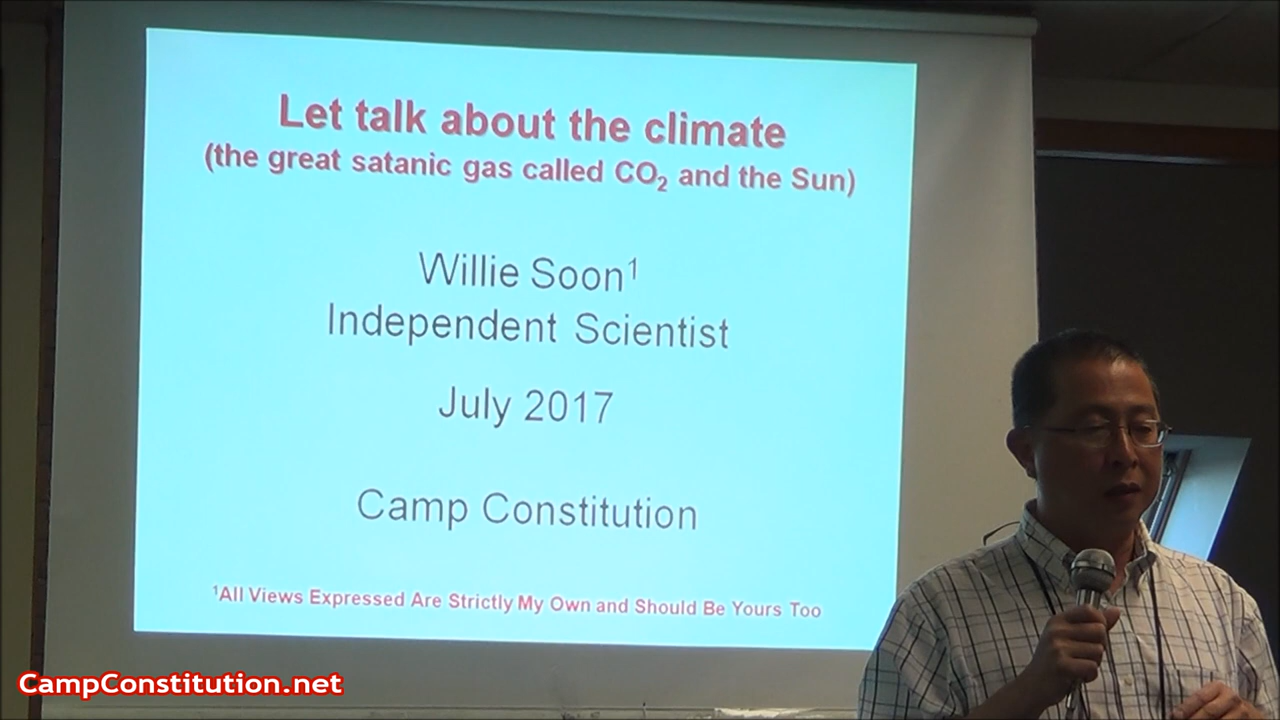 Let talk about the climate
(the great satanic gas called CO₂ and the Sun)
Willie Soon¹
Independent Scientist
July 2017
Camp Constitution
¹All Views Expressed Are Strictly My Own and Should Be Yours Too
CampConstitution.net